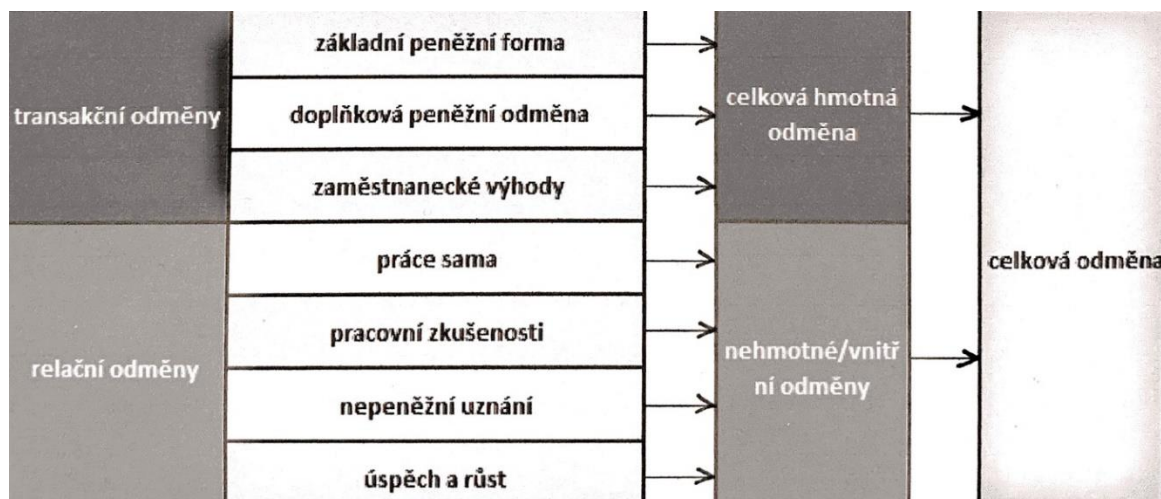 základní peněžní forma
transakční odměny
doplňková peněžní odměna
celková hmotná
odměna
zaměstnanecké výhody
práce sama
celková odměna
pracovní zkušenosti
relační odměny
nehmotné/vnitř
ní odměny
nepeněžní uznání
úspěch a růst